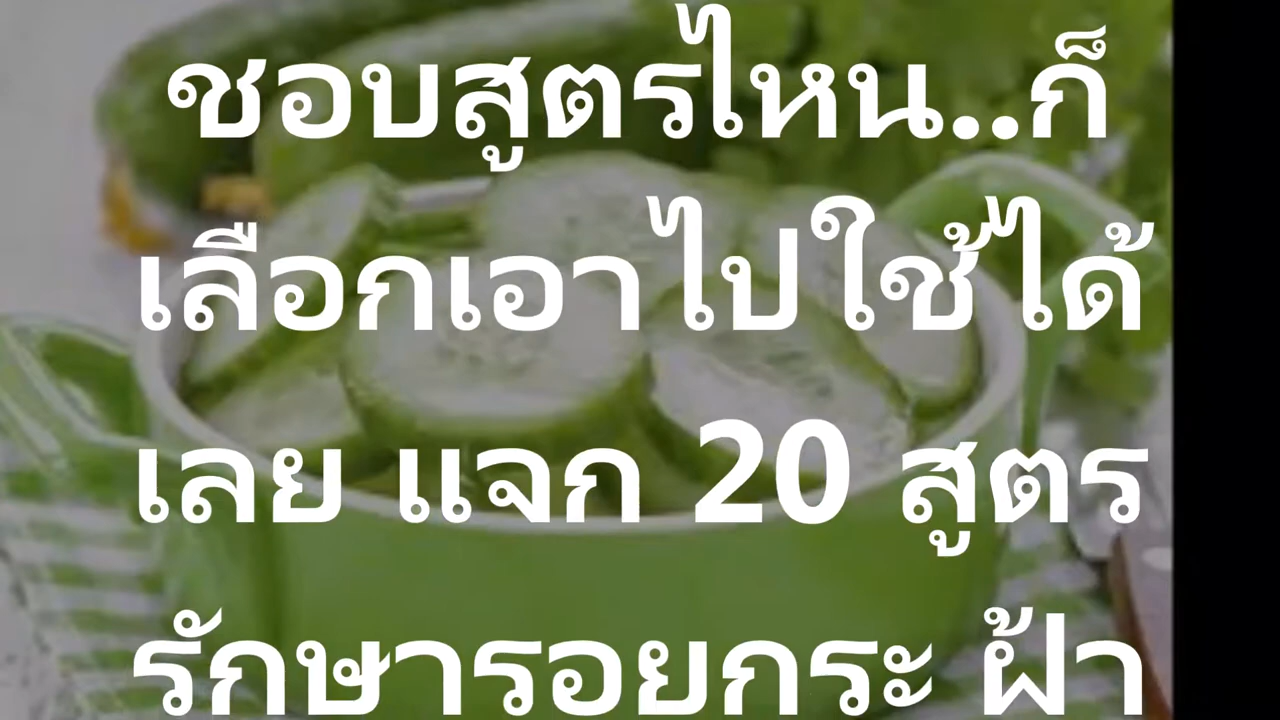 ชอบสูตรไหน..ก็
เลือกเอาไปใช้ได้
เลย แจก 20 สูตร
รักษารอยกระ ฝ้า